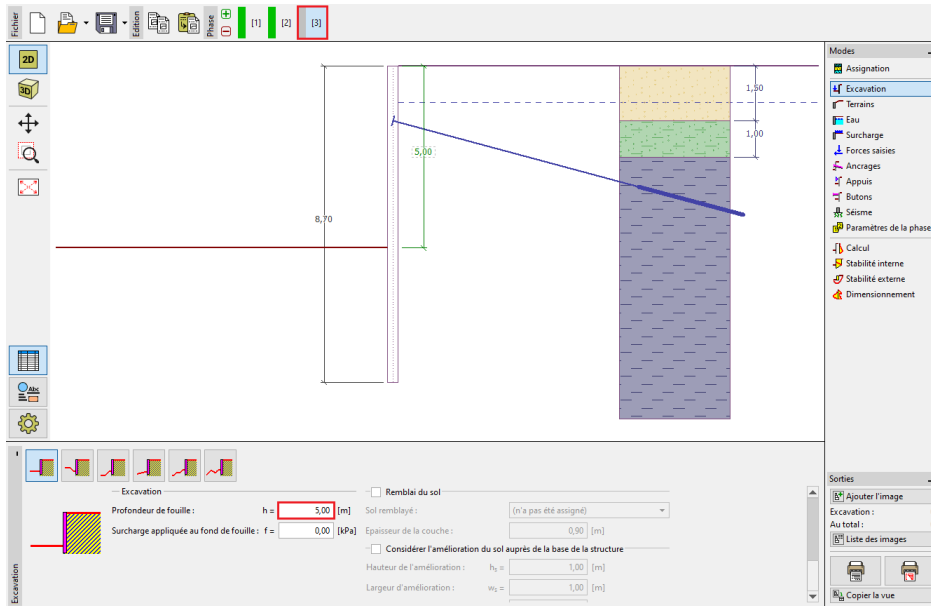 Fichier
Edition
Phase
[1] [2] [3]
2D
3D
Abc
1,50
1,00
5,00
8,70
Modes
Assignation
Excavation
Terrains
Eau
Surcharge
Forces saisies
Ancrages
Appuis
Butons
Séisme
Paramètres de la phase
Calcul
Stabilité interne
Stabilité externe
Dimensionnement
Excavation
Excavation
Profondeur de fouille : h = 5,00 [m]
Surcharge appliquée au fond de fouille : f = 0,00 [kPa]
Remblai du sol
Sol remblayé : (n'a pas été assigné)
Epaisseur de la couche : 0,90 [m]
Considérer l'amélioration du sol auprès de la base de la structure
Hauteur de l'amélioration : h₅ = 1,00 [m]
Largeur d'amélioration : 1,00 [m]
Sorties
Ajouter l'image
Excavation :
Au total :
Liste des images
Copier la vue